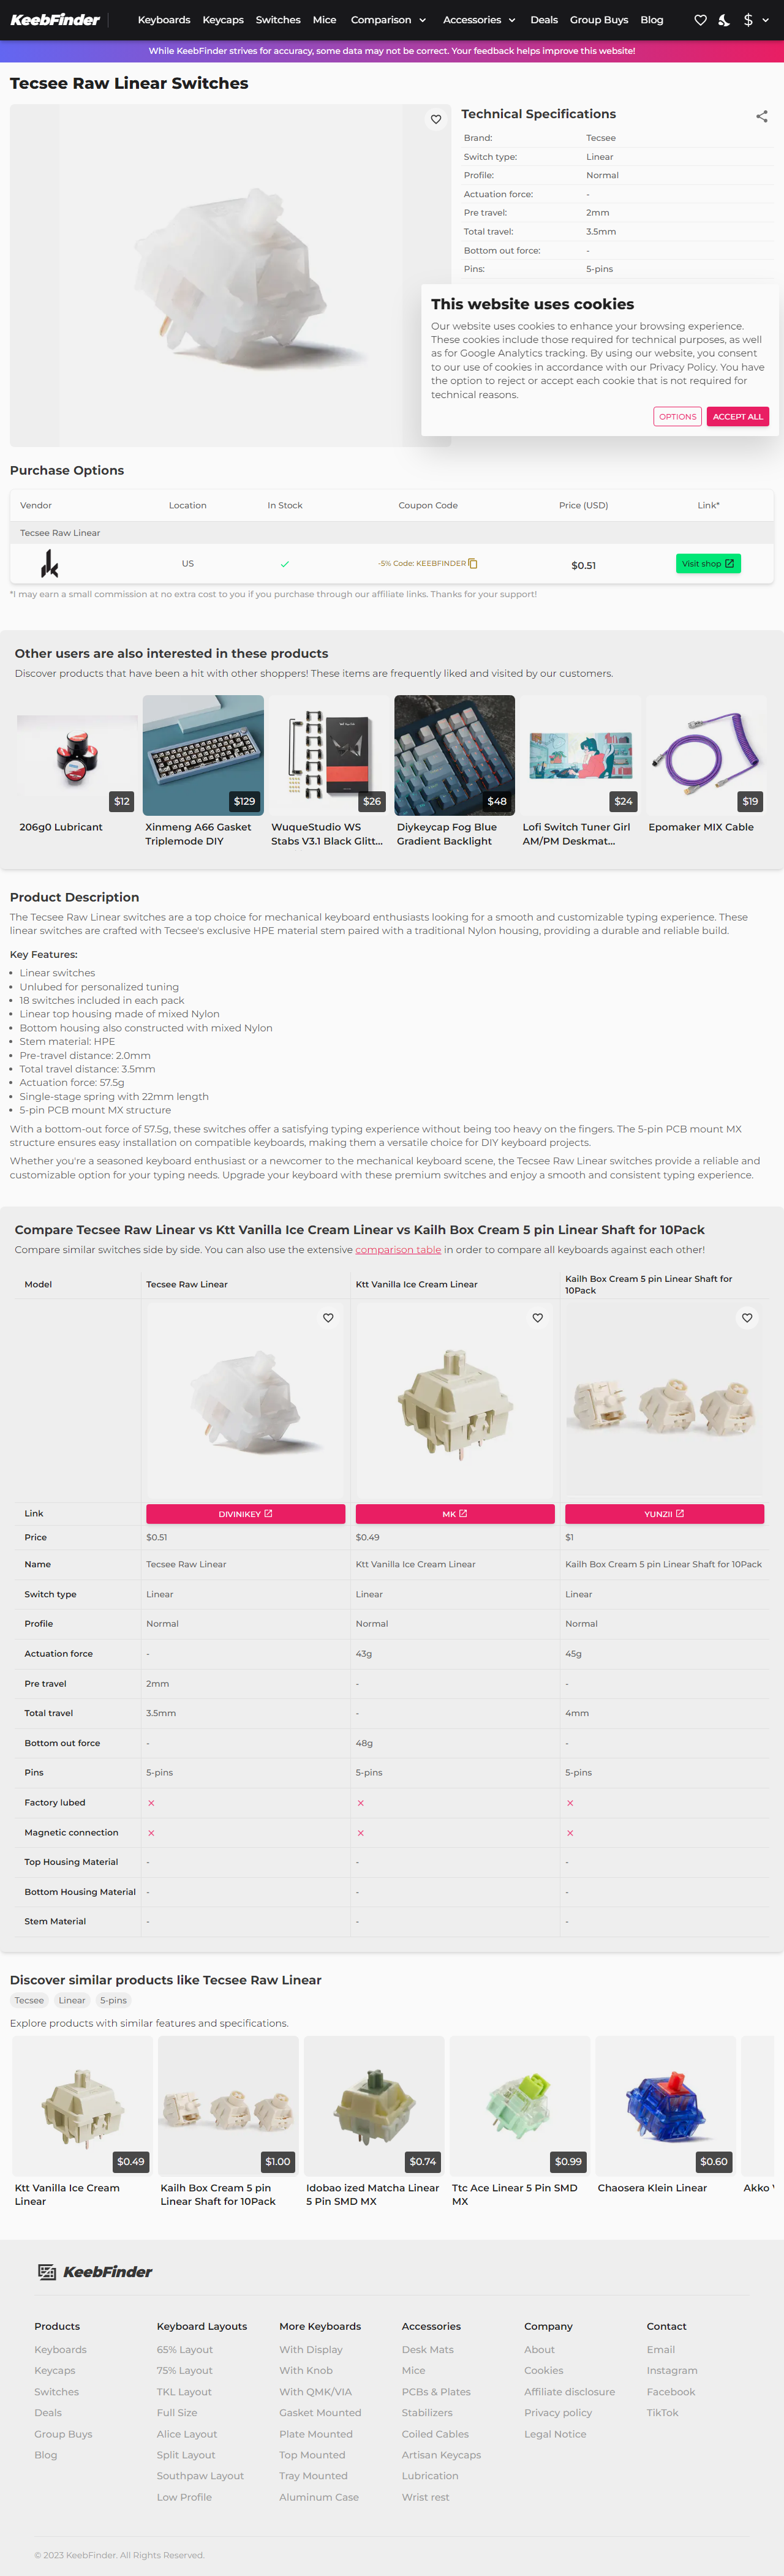 KeebFinder Keyboards Keycaps Switches Mice Comparison Accessories Deals Group Buys Blog $
While KeebFinder strives for accuracy, some data may not be correct. Your feedback helps improve this website!
Tecsee Raw Linear Switches
Technical Specifications
Brand: Tecsee
Switch type: Linear
Profile: Normal
Actuation force: -
Pre travel: 2mm
Total travel: 3.5mm
Bottom out force: -
Pins: 5-pins
This website uses cookies
Our website uses cookies to enhance your browsing experience.
These cookies include those required for technical purposes, as well
as for Google Analytics tracking. By using our website, you consent
to our use of cookies in accordance with our Privacy Policy. You have
the option to reject or accept each cookie that is not required for
technical reasons.
OPTIONS ACCEPT ALL
Purchase Options
Vendor Location In Stock Coupon Code Price (USD) Link*
Tecsee Raw Linear
US -5% Code: KEEBFINDER $0.51 Visit shop
*I may earn a small commission at no extra cost to you if you purchase through our affiliate links. Thanks for your support!
Other users are also interested in these products
Discover products that have been a hit with other shoppers! These items are frequently liked and visited by our customers.
$12 $129 $26 $48 $24 $19
206g0 Lubricant Xinmeng A66 Gasket WuqueStudio WS Diykeycap Fog Blue Lofi Switch Tuner Girl Epomaker MIX Cable
Triplemode DIY Stabs V3.1 Black Glitt... Gradient Backlight AM/PM Deskmat...
Product Description
The Tecsee Raw Linear switches are a top choice for mechanical keyboard enthusiasts looking for a smooth and customizable typing experience. These
linear switches are crafted with Tecsee's exclusive HPE material stem paired with a traditional Nylon housing, providing a durable and reliable build.
Key Features:
• Linear switches
• Unlubed for personalized tuning
• 18 switches included in each pack
• Linear top housing made of mixed Nylon
• Bottom housing also constructed with mixed Nylon
• Stem material: HPE
• Pre-travel distance: 2.0mm
• Total travel distance: 3.5mm
• Actuation force: 57.5g
• Single-stage spring with 22mm length
• 5-pin PCB mount MX structure
With a bottom-out force of 57.5g, these switches offer a satisfying typing experience without being too heavy on the fingers. The 5-pin PCB mount MX
structure ensures easy installation on compatible keyboards, making them a versatile choice for DIY keyboard projects.
Whether you're a seasoned keyboard enthusiast or a newcomer to the mechanical keyboard scene, the Tecsee Raw Linear switches provide a reliable and
customizable option for your typing needs. Upgrade your keyboard with these premium switches and enjoy a smooth and consistent typing experience.
Compare Tecsee Raw Linear vs Ktt Vanilla Ice Cream Linear vs Kailh Box Cream 5 pin Linear Shaft for 10Pack
Compare similar switches side by side. You can also use the extensive comparison table in order to compare all keyboards against each other!
Model Tecsee Raw Linear Ktt Vanilla Ice Cream Linear Kailh Box Cream 5 pin Linear Shaft for
10Pack
Link DIVINIKEY MK YUNZII
Price $0.51 $0.49 $1
Name Tecsee Raw Linear Ktt Vanilla Ice Cream Linear Kailh Box Cream 5 pin Linear Shaft for 10Pack
Switch type Linear Linear Linear
Profile Normal Normal Normal
Actuation force - 43g 45g
Pre travel 2mm - -
Total travel 3.5mm - 4mm
Bottom out force - 48g -
Pins 5-pins 5-pins 5-pins
Factory lubed
Magnetic connection
Top Housing Material - - -
Bottom Housing Material - - -
Stem Material - - -
Discover similar products like Tecsee Raw Linear
Tecsee Linear 5-pins
Explore products with similar features and specifications.
$0.49 $1.00 $0.74 $0.99 $0.60
Ktt Vanilla Ice Cream Kailh Box Cream 5 pin Idobao ized Matcha Linear Ttc Ace Linear 5 Pin SMD Chaosera Klein Linear Akko
Linear Linear Shaft for 10Pack 5 Pin SMD MX MX
KeebFinder
Products Keyboard Layouts More Keyboards Accessories Company Contact
Keyboards 65% Layout With Display Desk Mats About Email
Keycaps 75% Layout With Knob Mice Cookies Instagram
Switches TKL Layout With QMK/VIA PCBs & Plates Affiliate disclosure Facebook
Deals Full Size Gasket Mounted Stabilizers Privacy policy TikTok
Group Buys Alice Layout Plate Mounted Coiled Cables Legal Notice
Blog Split Layout Top Mounted Artisan Keycaps
Southpaw Layout Tray Mounted Lubrication
Low Profile Aluminum Case Wrist rest
© 2023 KeebFinder. All Rights Reserved.